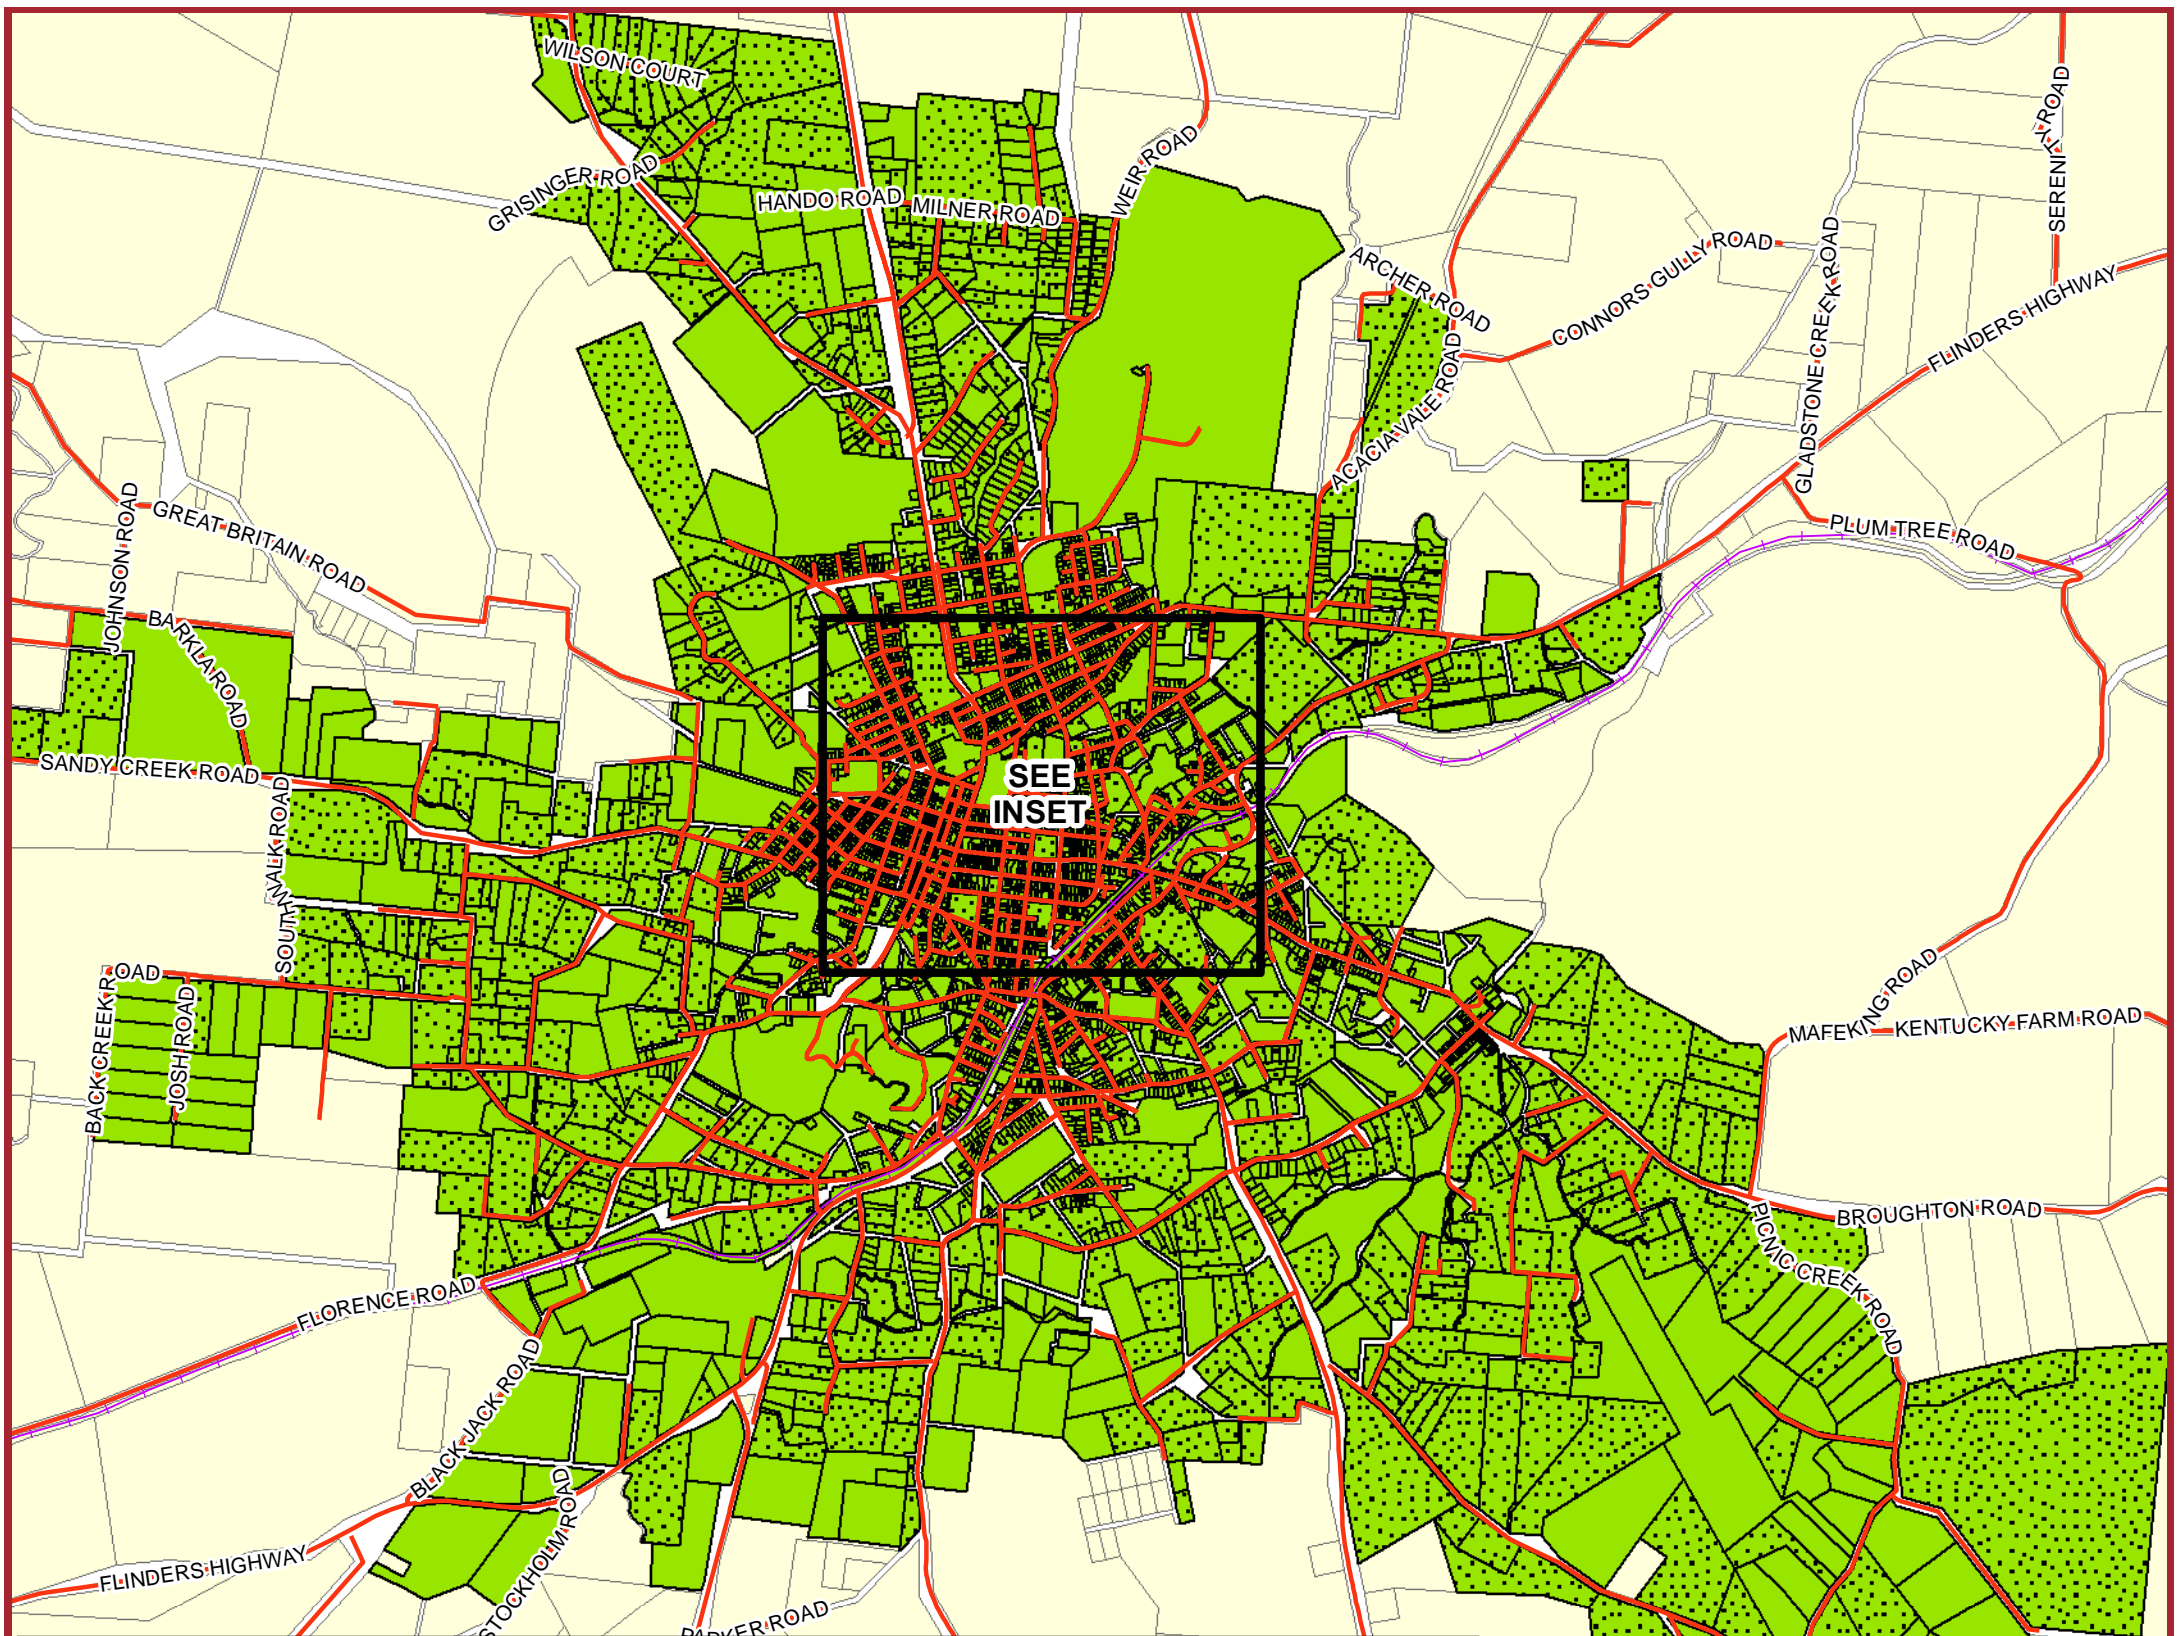 WILSON COURT
GRISINGER ROAD
HANDO ROAD
MILNER ROAD
WEIR ROAD
SERENITY ROAD
ARCHER ROAD
CONNORS GULLY ROAD
GLADSTONE CREEK ROAD
FLINDERS HIGHWAY
ACACIA VALE ROAD
JOHNSON ROAD
GREAT BRITAIN ROAD
PLUM TREE ROAD
BARKLA ROAD
SANDY CREEK ROAD
SEE
INSET
SOUTH WALK ROAD
BACK CREEK ROAD
OAD
JOSH ROAD
MAFEKING ROAD
KENTUCKY FARM ROAD
BROUGHTON ROAD
PICNIC CREEK ROAD
FLORENCE ROAD
BLACK JACK ROAD
STOCKHOLM ROAD
FLINDERS HIGHWAY
PARKER ROAD